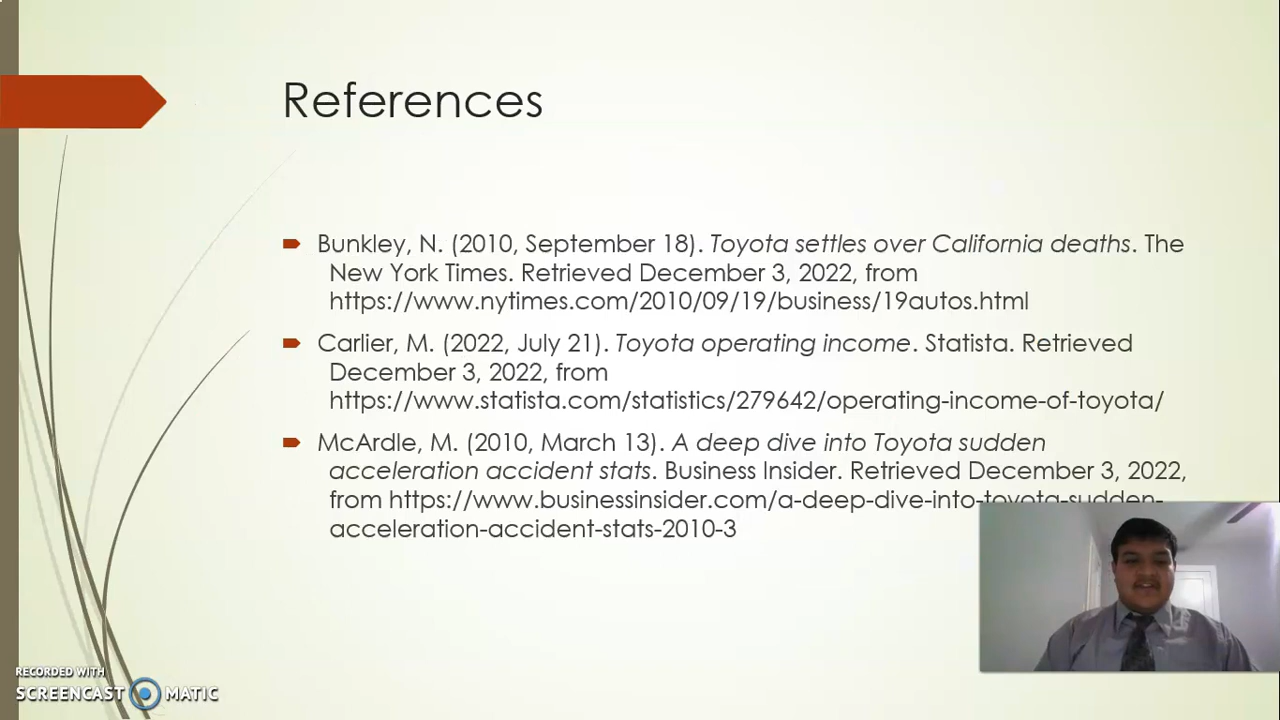 References
Bunkley, N. (2010, September 18). Toyota settles over California deaths. The
New York Times. Retrieved December 3, 2022, from
https://www.nytimes.com/2010/09/19/business/19autos.html
Carlier, M. (2022, July 21). Toyota operating income. Statista. Retrieved
December 3, 2022, from
https://www.statista.com/statistics/279642/operating-income-of-toyota/
McArdle, M. (2010, March 13). A deep dive into Toyota sudden
acceleration accident stats. Business Insider. Retrieved December 3, 2022,
from https://www.businessinsider.com/a-deep-dive-into-toyota-sudden-
acceleration-accident-stats-2010-3
RECORDED WITH
SCREENCAST MATIC